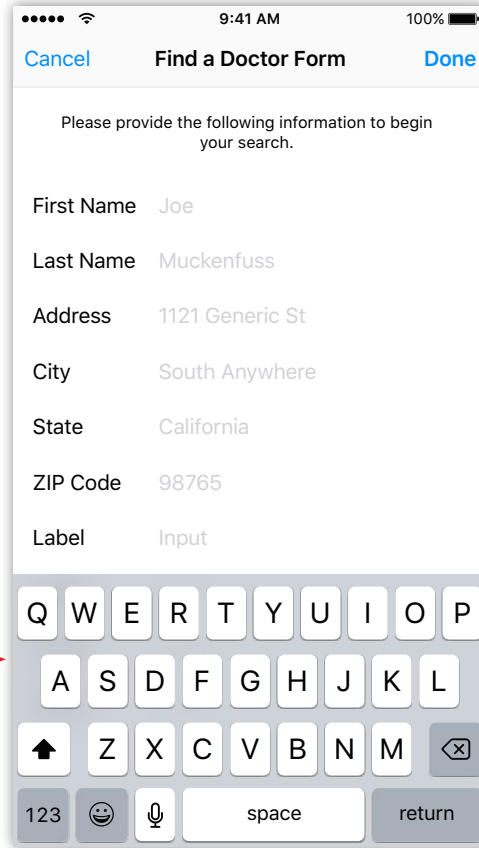 9:41 AM 100%
Cancel Find a Doctor Form Done
Please provide the following information to begin
your search.
First Name Joe
Last Name Muckenfuss
Address 1121 Generic St
City South Anywhere
State California
ZIP Code 98765
Label Input
Q W E R T Y U I O P
A S D F G H J K L
Z X C V B N M
123 space return